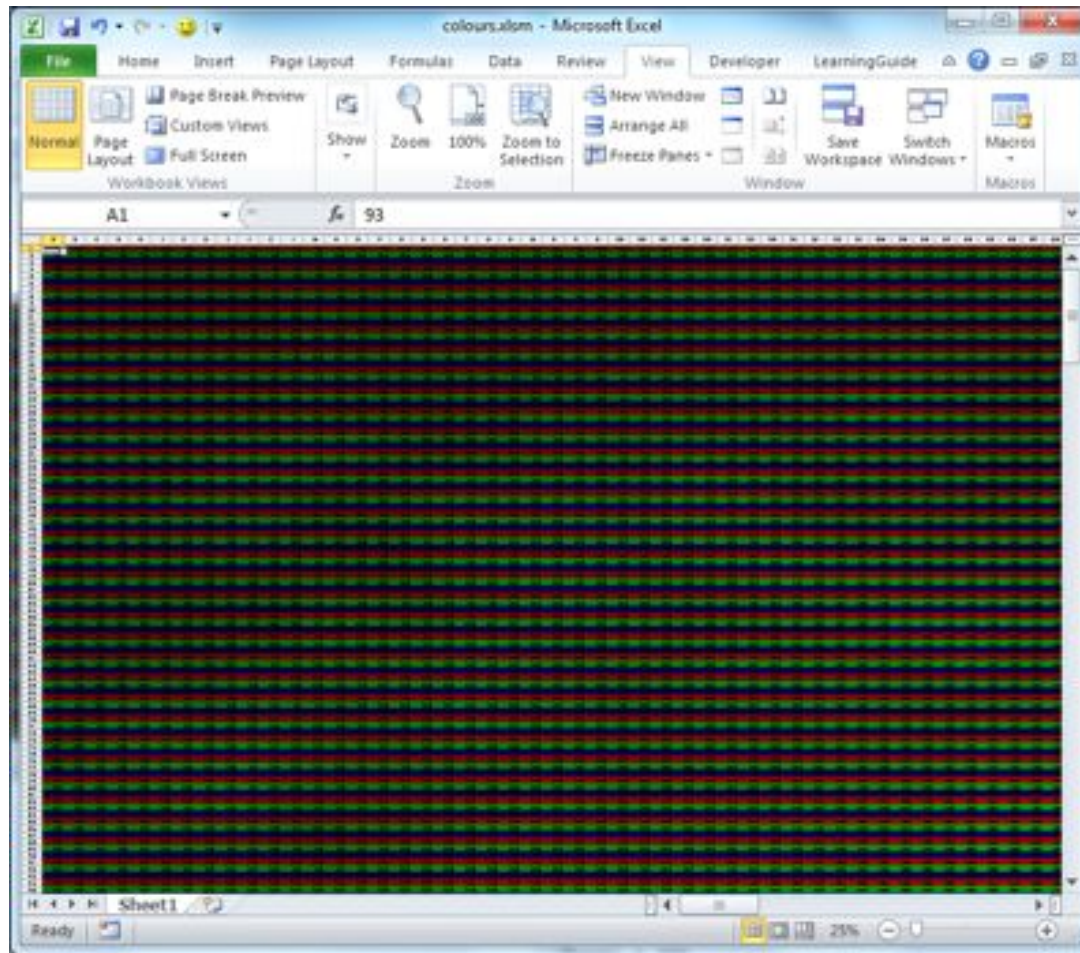 colours.xlsm - Microsoft Excel
File Home Insert Page Layout Formulas Data Review View Developer LearningGuide
Normal
Page Layout
Page Break Preview
Custom Views
Full Screen
Workbook Views
Show
Zoom
100%
Zoom to Selection
Zoom
New Window
Arrange All
Freeze Panes
Save Workspace
Switch Windows
Window
Macros
Macros
A1 fx 93
Sheet1
Ready 25%